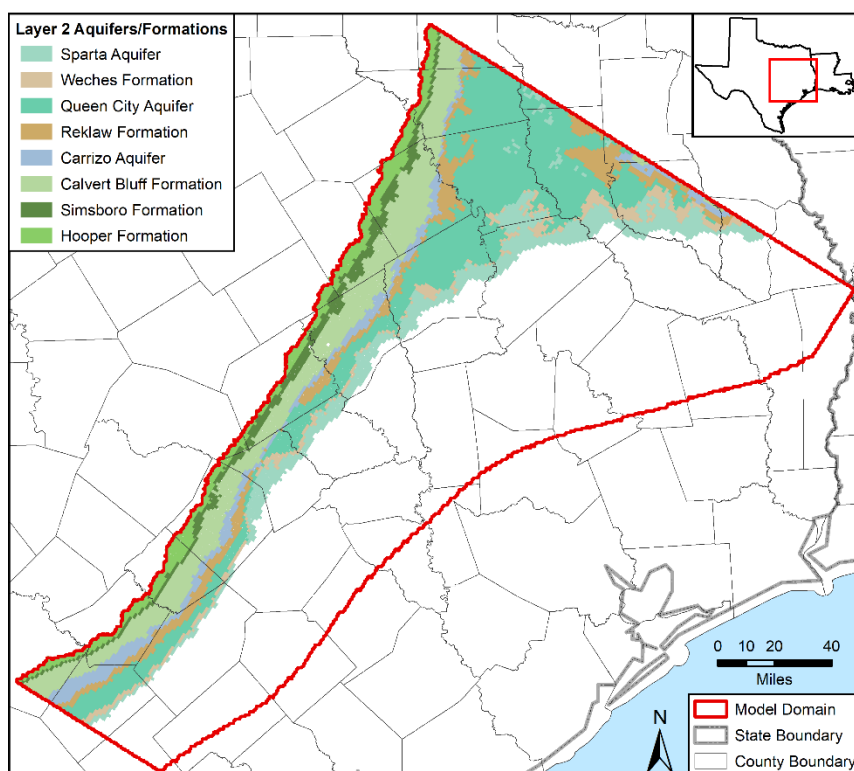 Layer 2 Aquifers/Formations
Sparta Aquifer
Weches Formation
Queen City Aquifer
Reklaw Formation
Carrizo Aquifer
Calvert Bluff Formation
Simsboro Formation
Hooper Formation
0 10 20 40
Miles
N
Model Domain
State Boundary
County Boundary